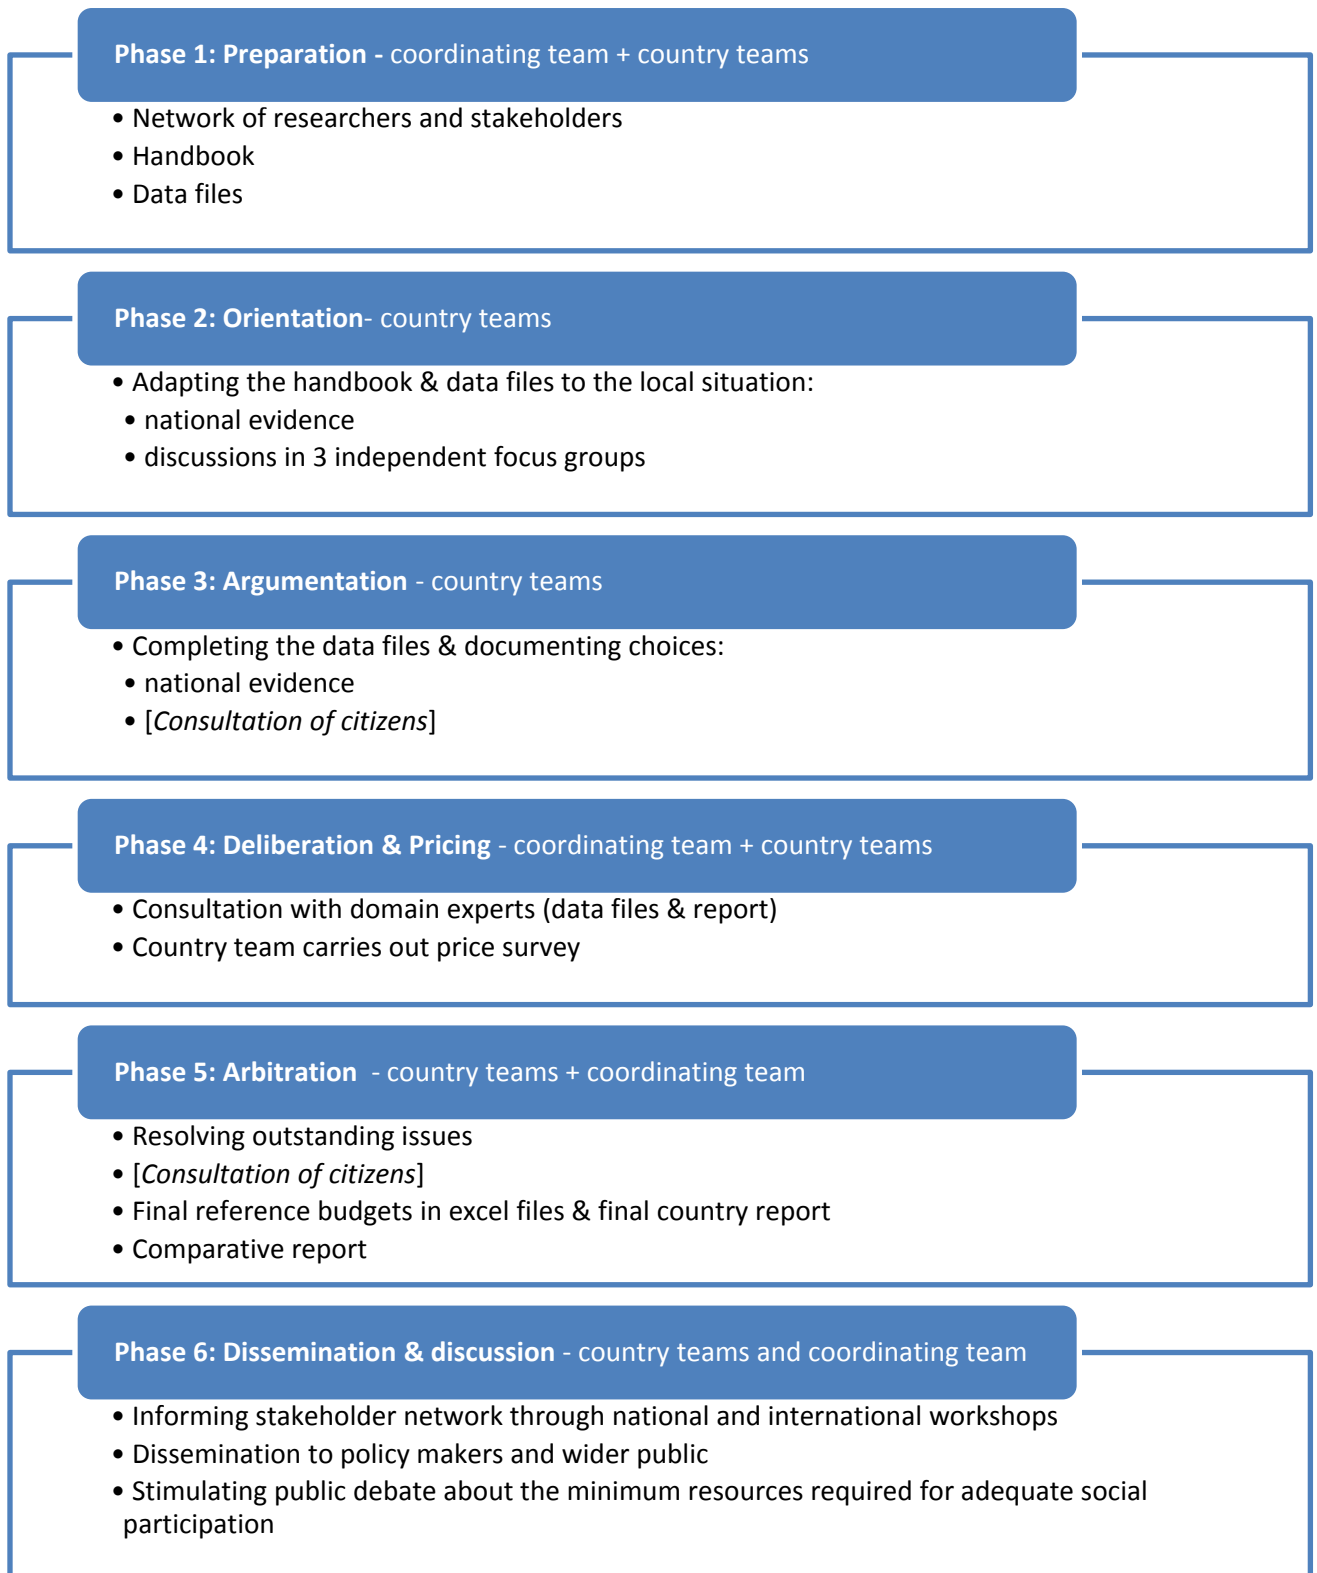 Phase 1: Preparation - coordinating team + country teams
• Network of researchers and stakeholders
• Handbook
• Data files
Phase 2: Orientation- country teams
• Adapting the handbook & data files to the local situation:
• national evidence
• discussions in 3 independent focus groups
Phase 3: Argumentation - country teams
• Completing the data files & documenting choices:
• national evidence
• [Consultation of citizens]
Phase 4: Deliberation & Pricing - coordinating team + country teams
• Consultation with domain experts (data files & report)
• Country team carries out price survey
Phase 5: Arbitration - country teams + coordinating team
• Resolving outstanding issues
• [Consultation of citizens]
• Final reference budgets in excel files & final country report
• Comparative report
Phase 6: Dissemination & discussion - country teams and coordinating team
• Informing stakeholder network through national and international workshops
• Dissemination to policy makers and wider public
• Stimulating public debate about the minimum resources required for adequate social
participation